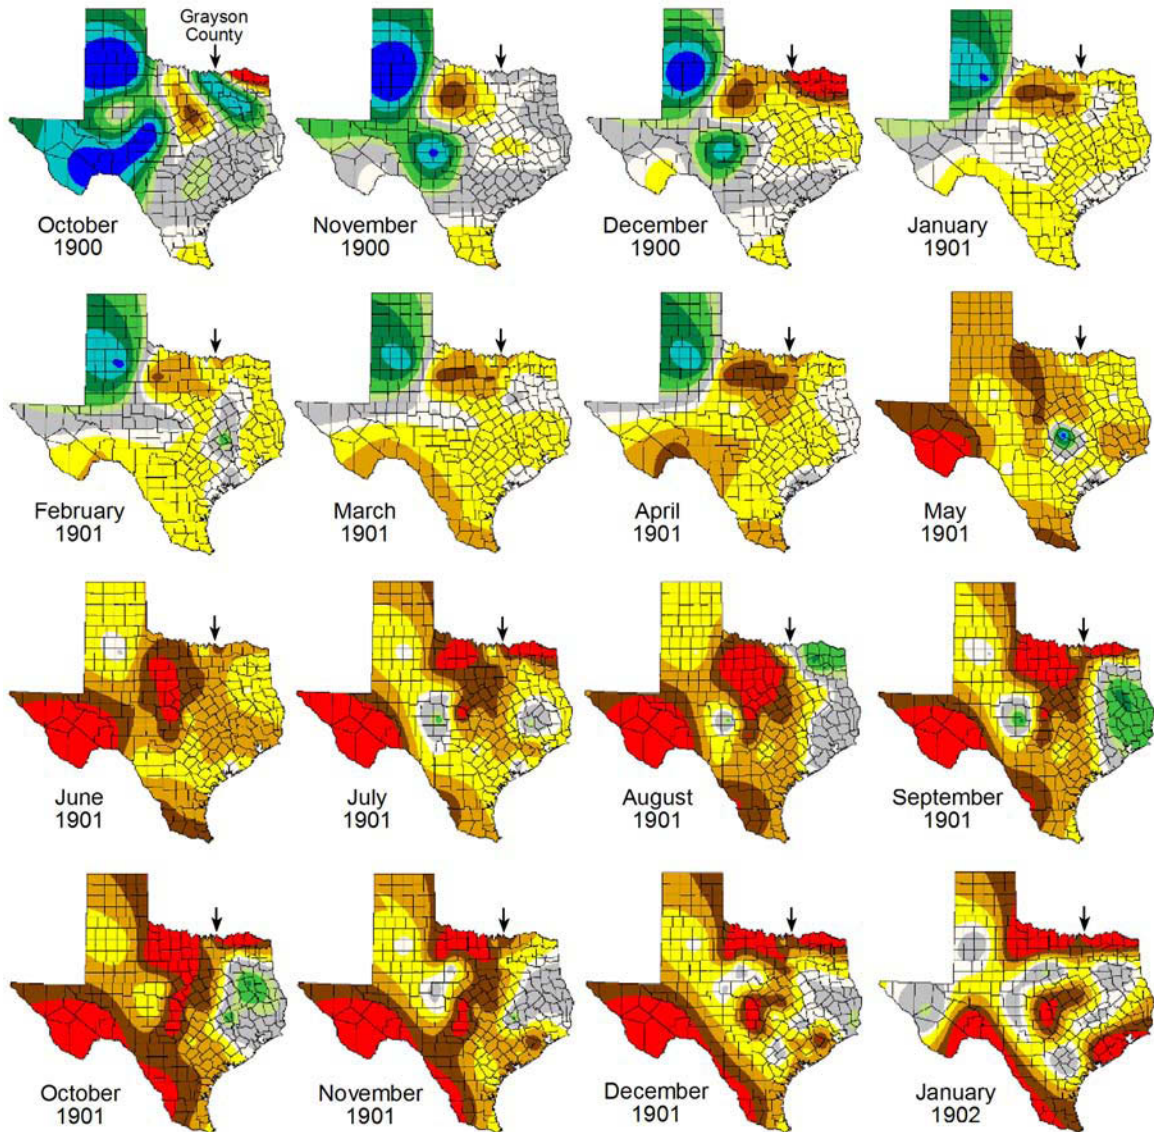 Grayson
County
October
1900
November
1900
December
1900
January
1901
February
1901
March
1901
April
1901
May
1901
June
1901
July
1901
August
1901
September
1901
October
1901
November
1901
December
1901
January
1902